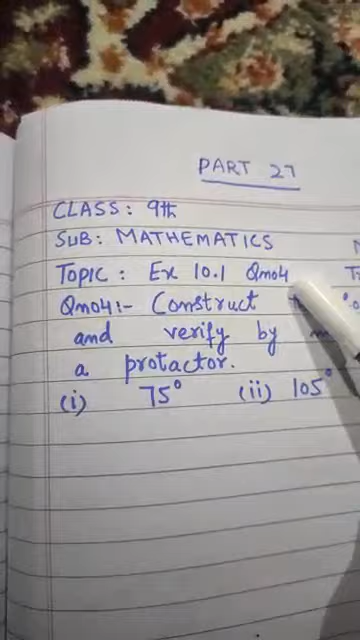 PART 27
CLASS: 9th
SUB: MATHEMATICS
TOPIC: Ex 10.1 Qno4
Qno4:- Construct
and verify by
a protactor.
(i) 75° (ii) 105°